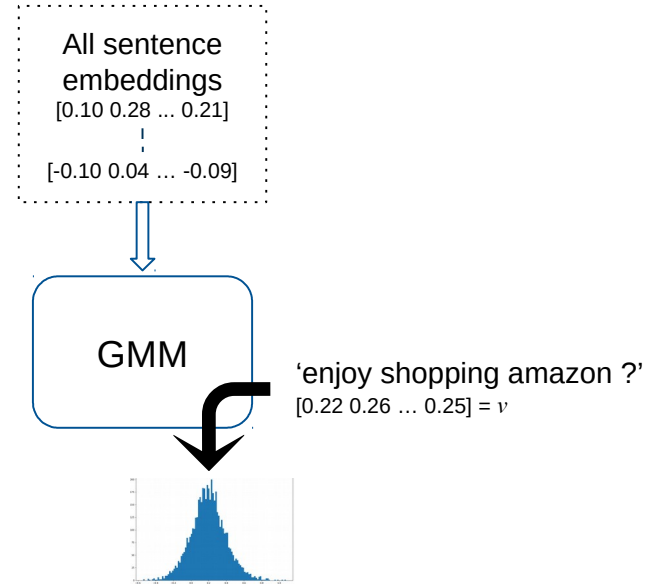 All sentence
embeddings
[0.10 0.28 ... 0.21]
[-0.10 0.04 … -0.09]
GMM
‘enjoy shopping amazon ?’
[0.22 0.26 … 0.25] = v